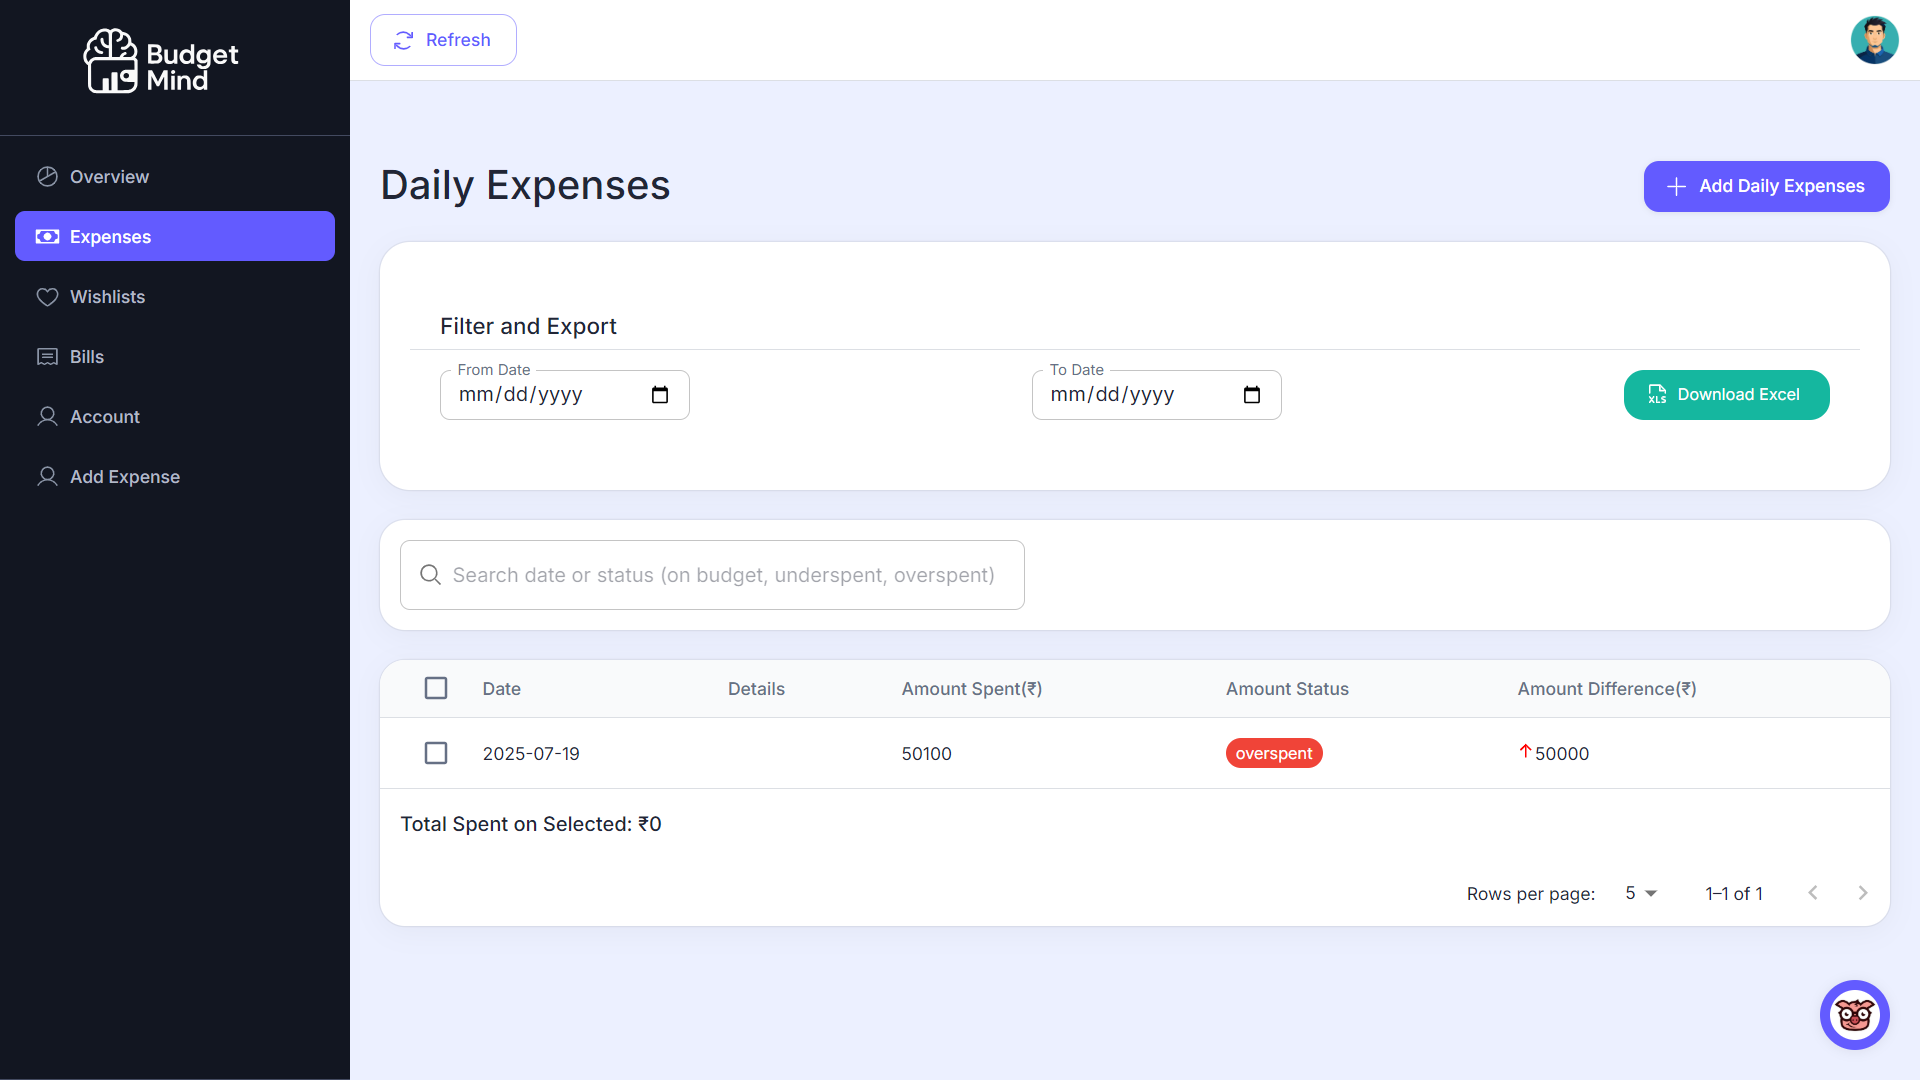 Budget
Mind
Refresh
Overview
Expenses
Wishlists
Bills
Account
Add Expense
Daily Expenses
Add Daily Expenses
Filter and Export
From Date
mm/dd/yyyy
To Date
mm/dd/yyyy
XLS
Download Excel
Search date or status (on budget, underspent, overspent)
Date Details Amount Spent(₹) Amount Status Amount Difference(₹)
2025-07-19 50100 overspent ↑50000
Total Spent on Selected: ₹0
Rows per page: 5 1–1 of 1